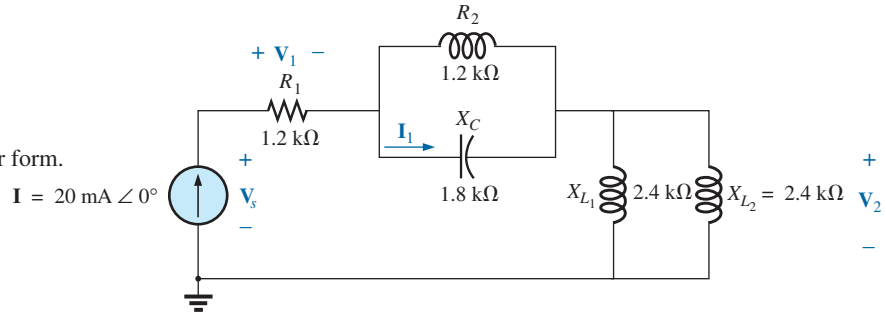 R2
+ V1 −
1.2 kΩ
R1
XC
1.2 kΩ
I1
r form.
+
+
I = 20 mA ∠ 0°
Vs
1.8 kΩ
XL1
2.4 kΩ
XL2 = 2.4 kΩ
V2
−
−